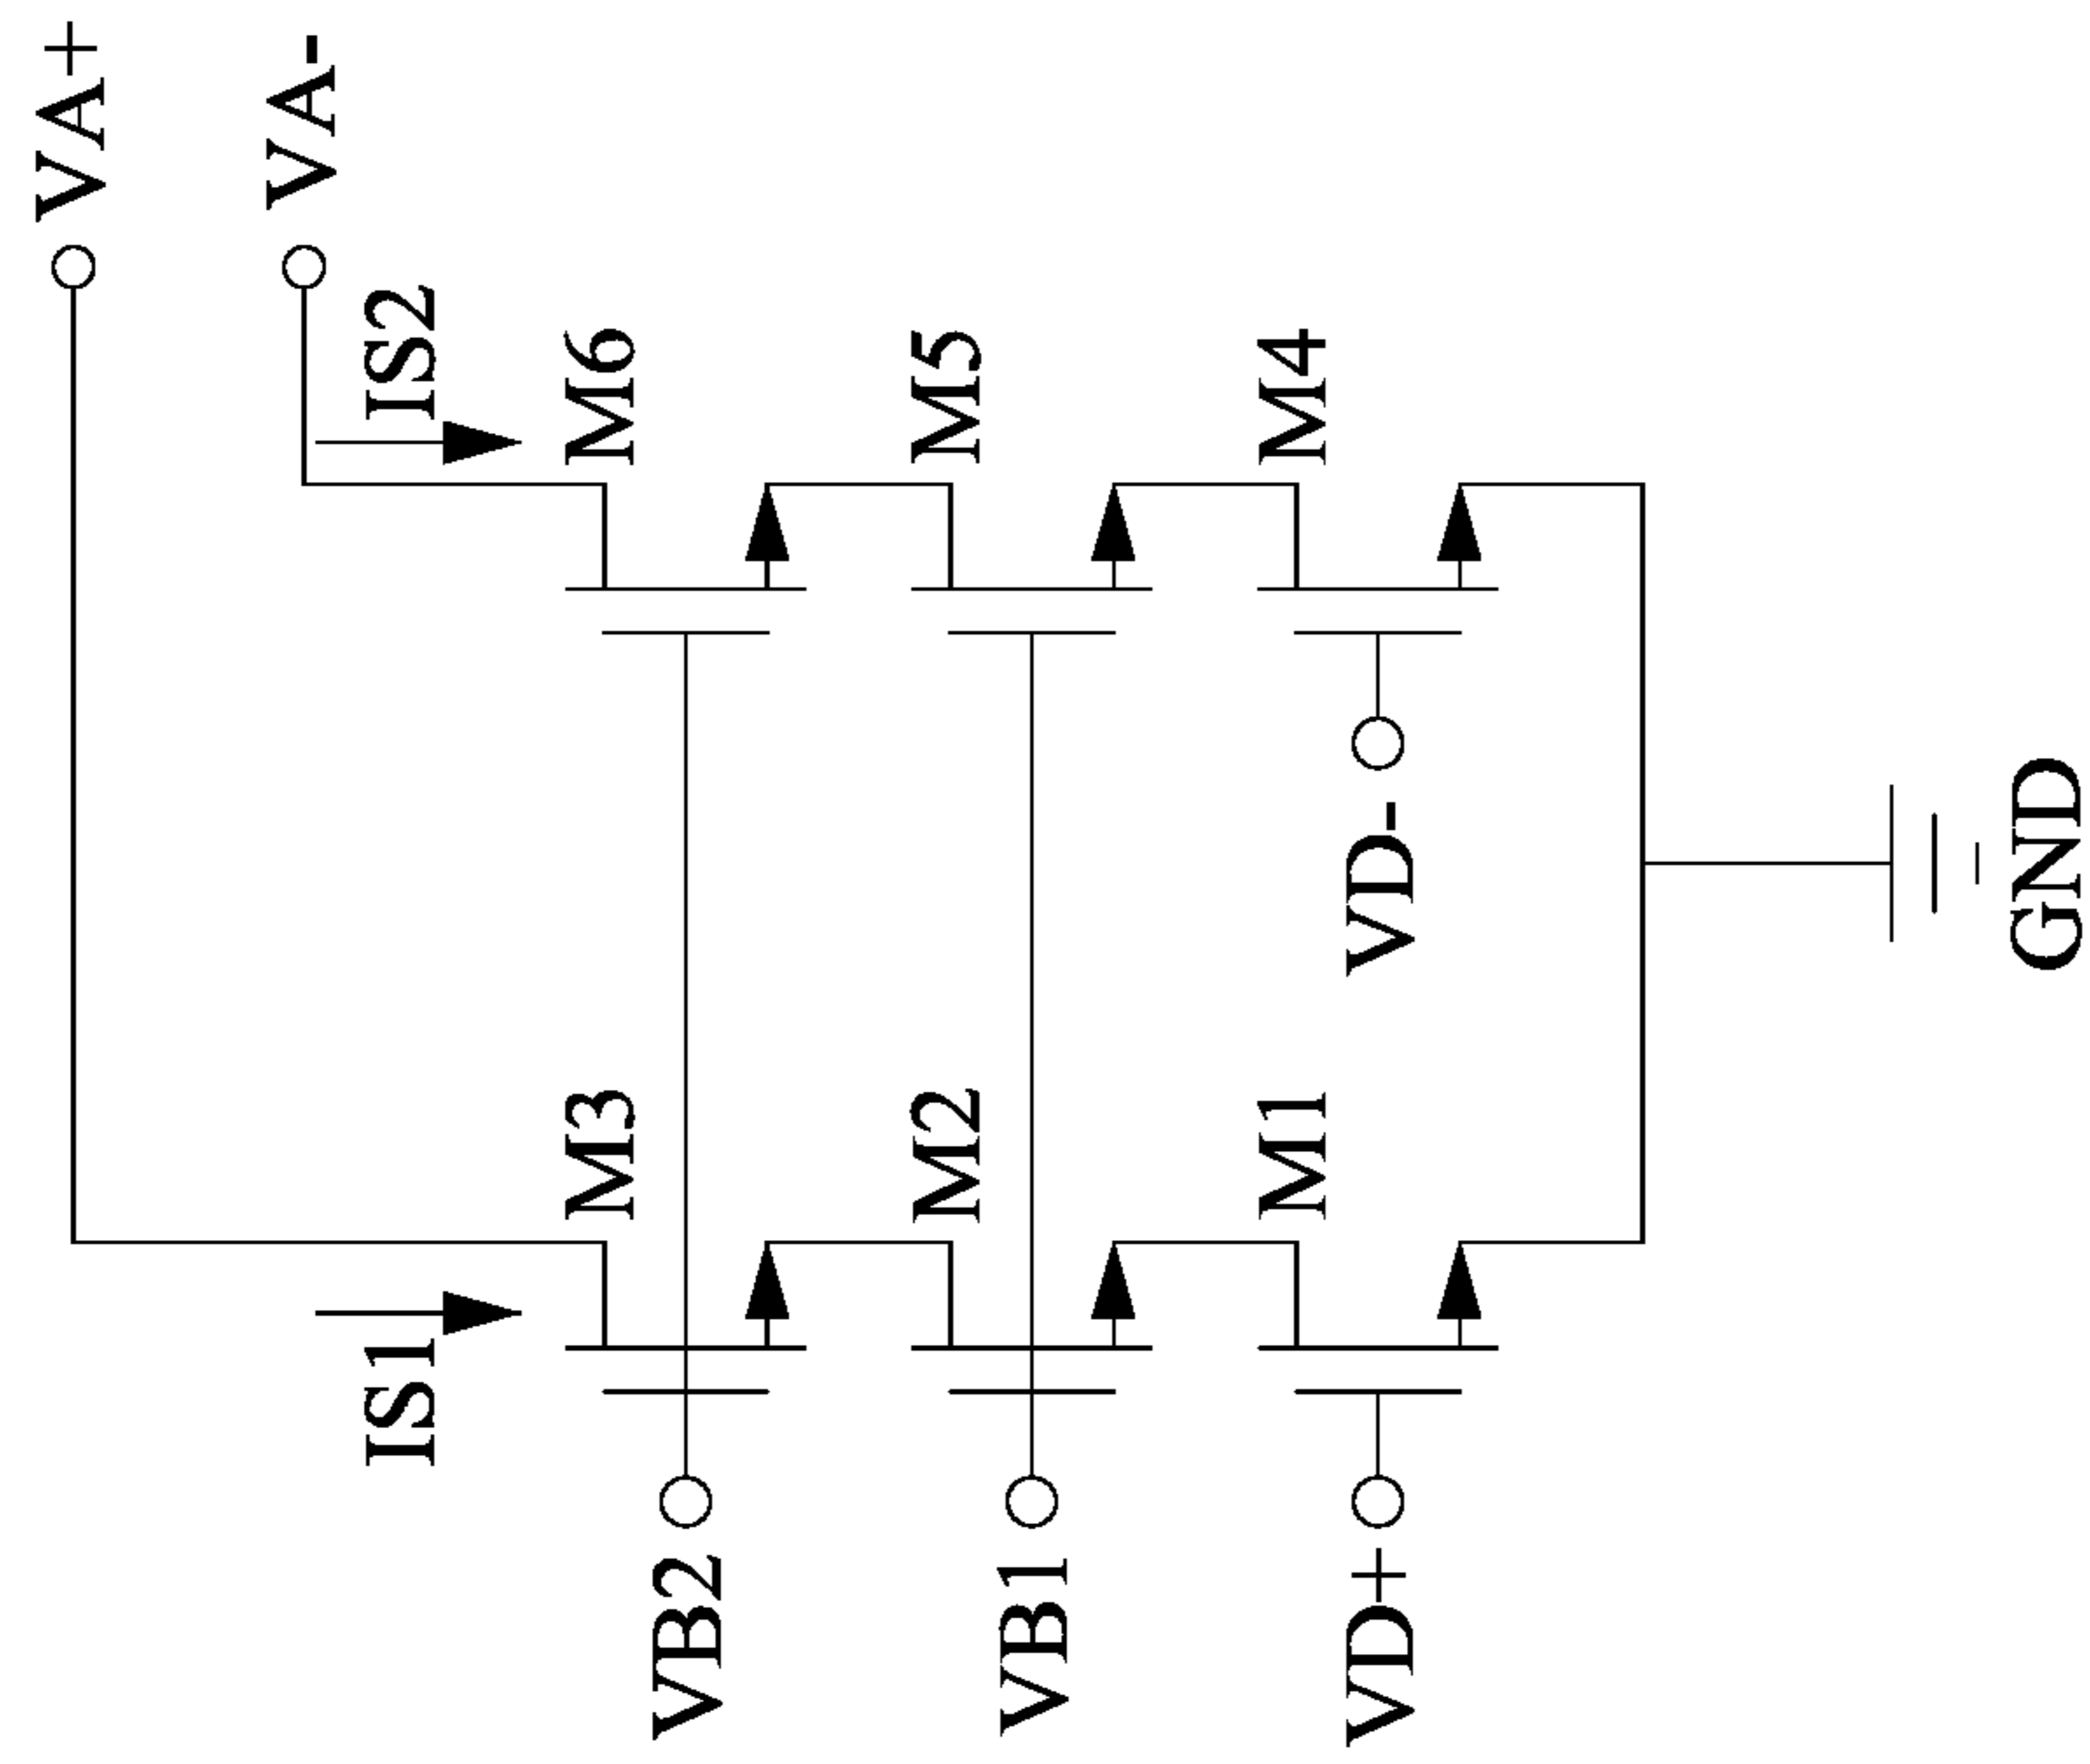 VA+
VA-
IS1
IS2
M3
M6
VB2
M2
M5
VB1
M1
M4
VD+
VD-
GND